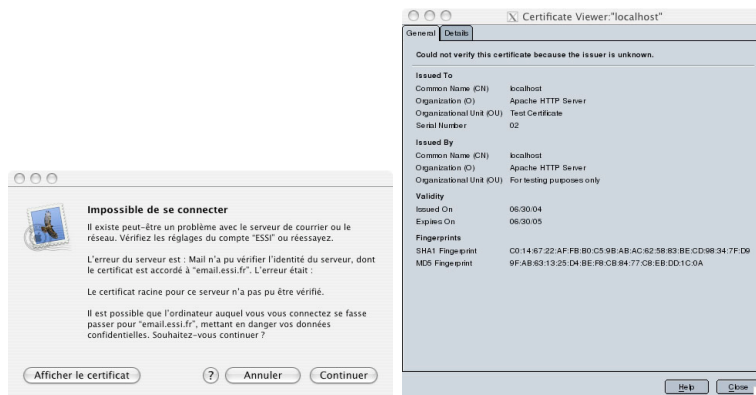 Impossible de se connecter
Il existe peut-être un problème avec le serveur de courrier ou le
réseau. Vérifiez les réglages du compte "ESSI" ou réessayez.
L'erreur du serveur est : Mail n'a pu vérifier l'identité du serveur, dont
le certificat est accordé à "email.essi.fr". L'erreur était :
Le certificat racine pour ce serveur n'a pas pu être vérifié.
Il est possible que l'ordinateur auquel vous vous connectez se fasse
passer pour "email.essi.fr", mettant en danger vos données
confidentielles. Souhaitez-vous continuer ?
Afficher le certificat
?
Annuler
Continuer
X Certificate Viewer:"localhost"
General Details
Could not verify this certificate because the issuer is unknown.
Issued To
Common Name (CN) localhost
Organization (O) Apache HTTP Server
Organizational Unit (OU) Test Certificate
Serial Number 02
Issued By
Common Name (CN) localhost
Organization (O) Apache HTTP Server
Organizational Unit (OU) For testing purposes only
Validity
Issued On 06/30/04
Expires On 06/30/05
Fingerprints
SHA1 Fingerprint C0:14:67:22:AF:FB:B0:C5:9B:AB:AC:62:58:83:BE:CD:98:34:7F:D9
MD5 Fingerprint 9F:AB:63:13:25:D4:BE:F8:CB:84:77:C8:EB:DD:1C:0A
Help
Close